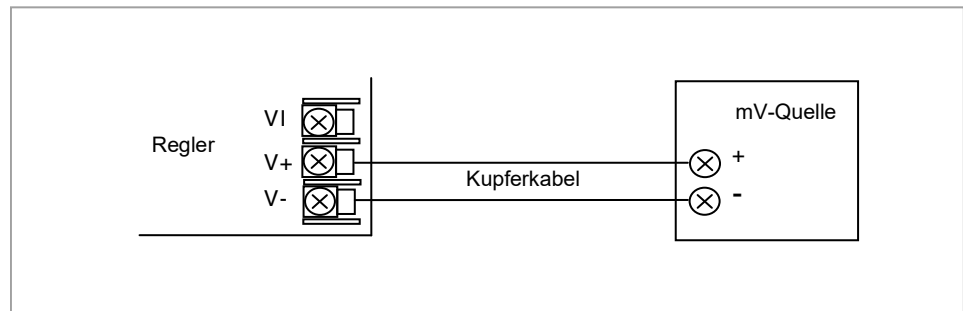 VI
Regler
V+
V-
Kupferkabel
mV-Quelle
+
-